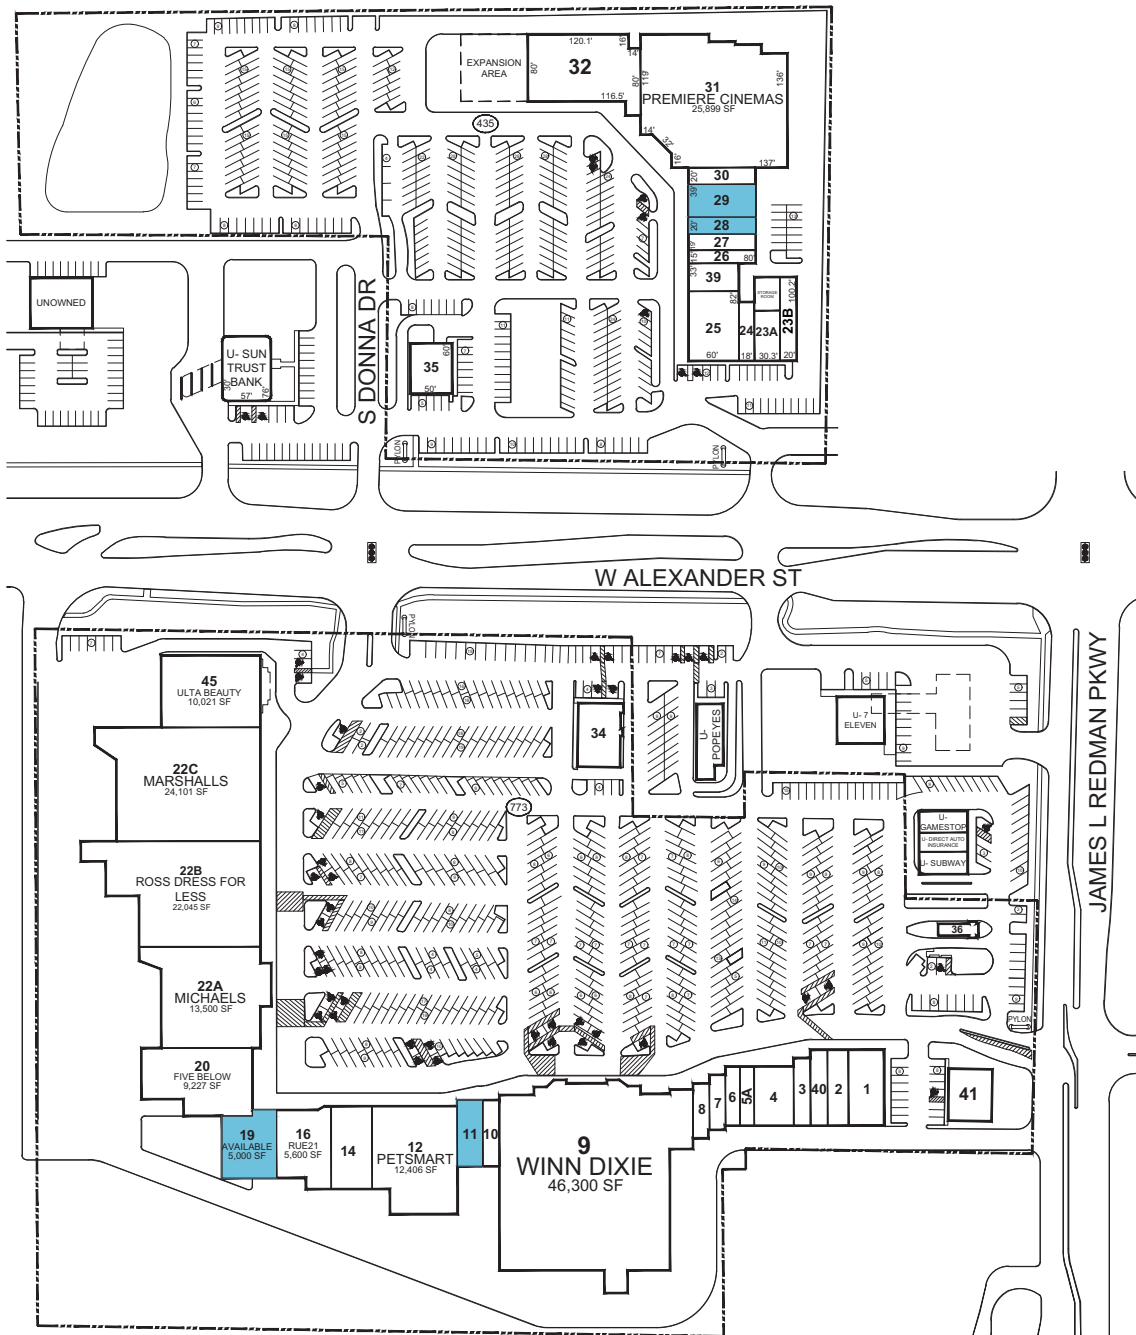 EXPANSION
AREA
80'
120.1'
32
116.5'
16'
14'
80'
119'
31
PREMIERE CINEMAS
25,899 SF
136'
14'
32'
16'
137'
435
20'
30
39'
29
20'
28
19'
27
15'
26
80'
33'
39
82'
STORAGE
ROOM
100.2'
25
24
23A
23B
60'
18'
30.3'
20'
UNOWNED
U- SUN
TRUST
BANK
30'
57'
76'
S DONNA DR
35
60'
50'
PYLON
PYLON
W ALEXANDER ST
JAMES L REDMAN PKWY
PYLON
45
ULTA BEAUTY
10,021 SF
22C
MARSHALLS
24,101 SF
22B
ROSS DRESS FOR
LESS
22,045 SF
22A
MICHAELS
13,500 SF
20
FIVE BELOW
9,227 SF
34
U-
POPEYES
U- 7
ELEVEN
773
U-
GAMESTOP
U- DIRECT AUTO
INSURANCE
U- SUBWAY
36
PYLON
19
AVAILABLE
5,000 SF
16
RUE21
5,600 SF
14
12
PETSMART
12,406 SF
11
10
9
WINN DIXIE
46,300 SF
8
7
6
5A
4
3
40
2
1
41